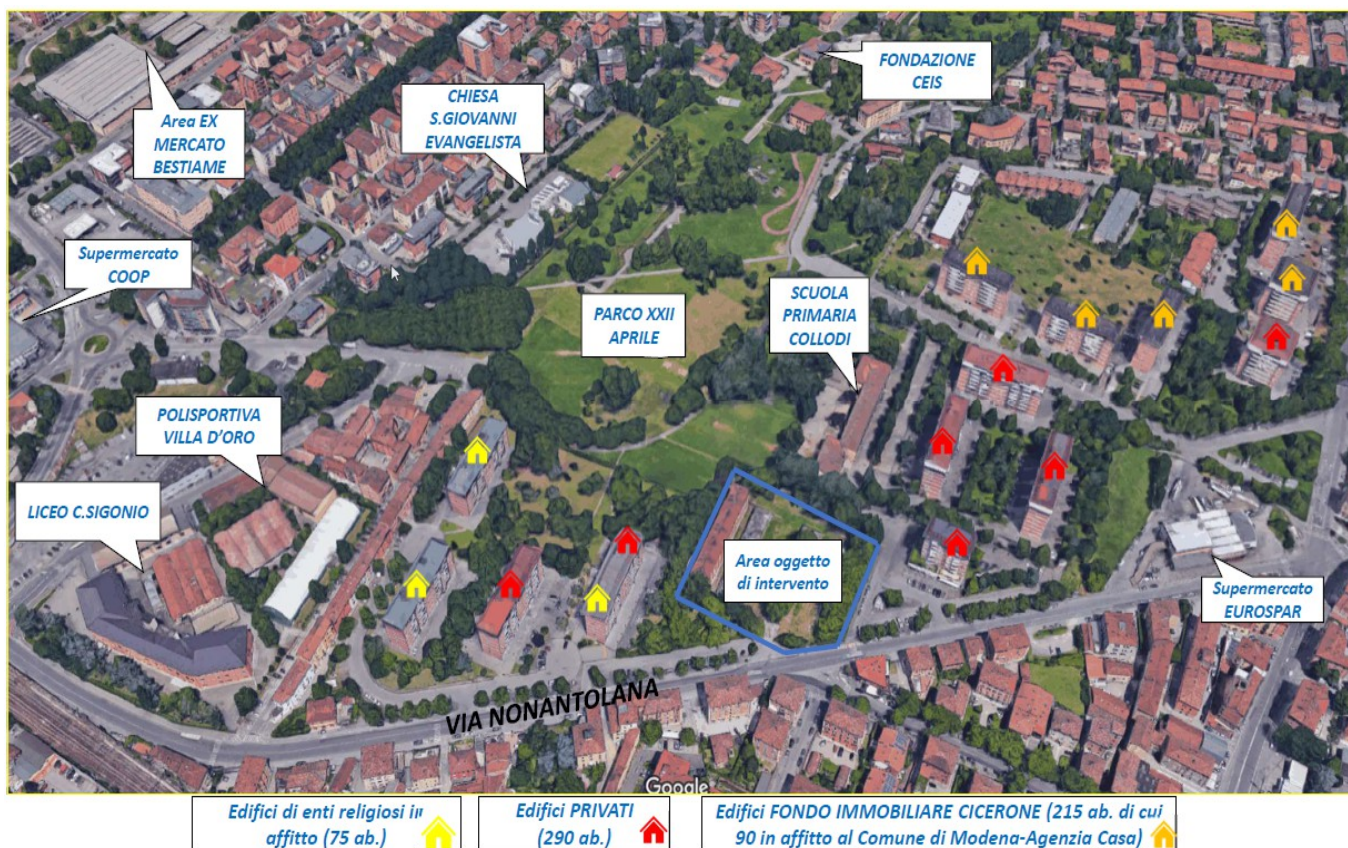 FONDAZIONE
CEIS
CHIESA
S.GIOVANNI
EVANGELISTA
Area EX
MERCATO
BESTIAME
Supermercato
COOP
SCUOLA
PRIMARIA
COLLODI
PARCO XXII
APRILE
POLISPORTIVA
VILLA D'ORO
LICEO C.SIGONIO
Area oggetto
di intervento
Supermercato
EUROSPAR
VIA NONANTOLANA
Google
Edifici di enti religiosi in
affitto (75 ab.)
Edifici PRIVATI
(290 ab.)
Edifici FONDO IMMOBILIARE CICERONE (215 ab. di cui
90 in affitto al Comune di Modena-Agenzia Casa)